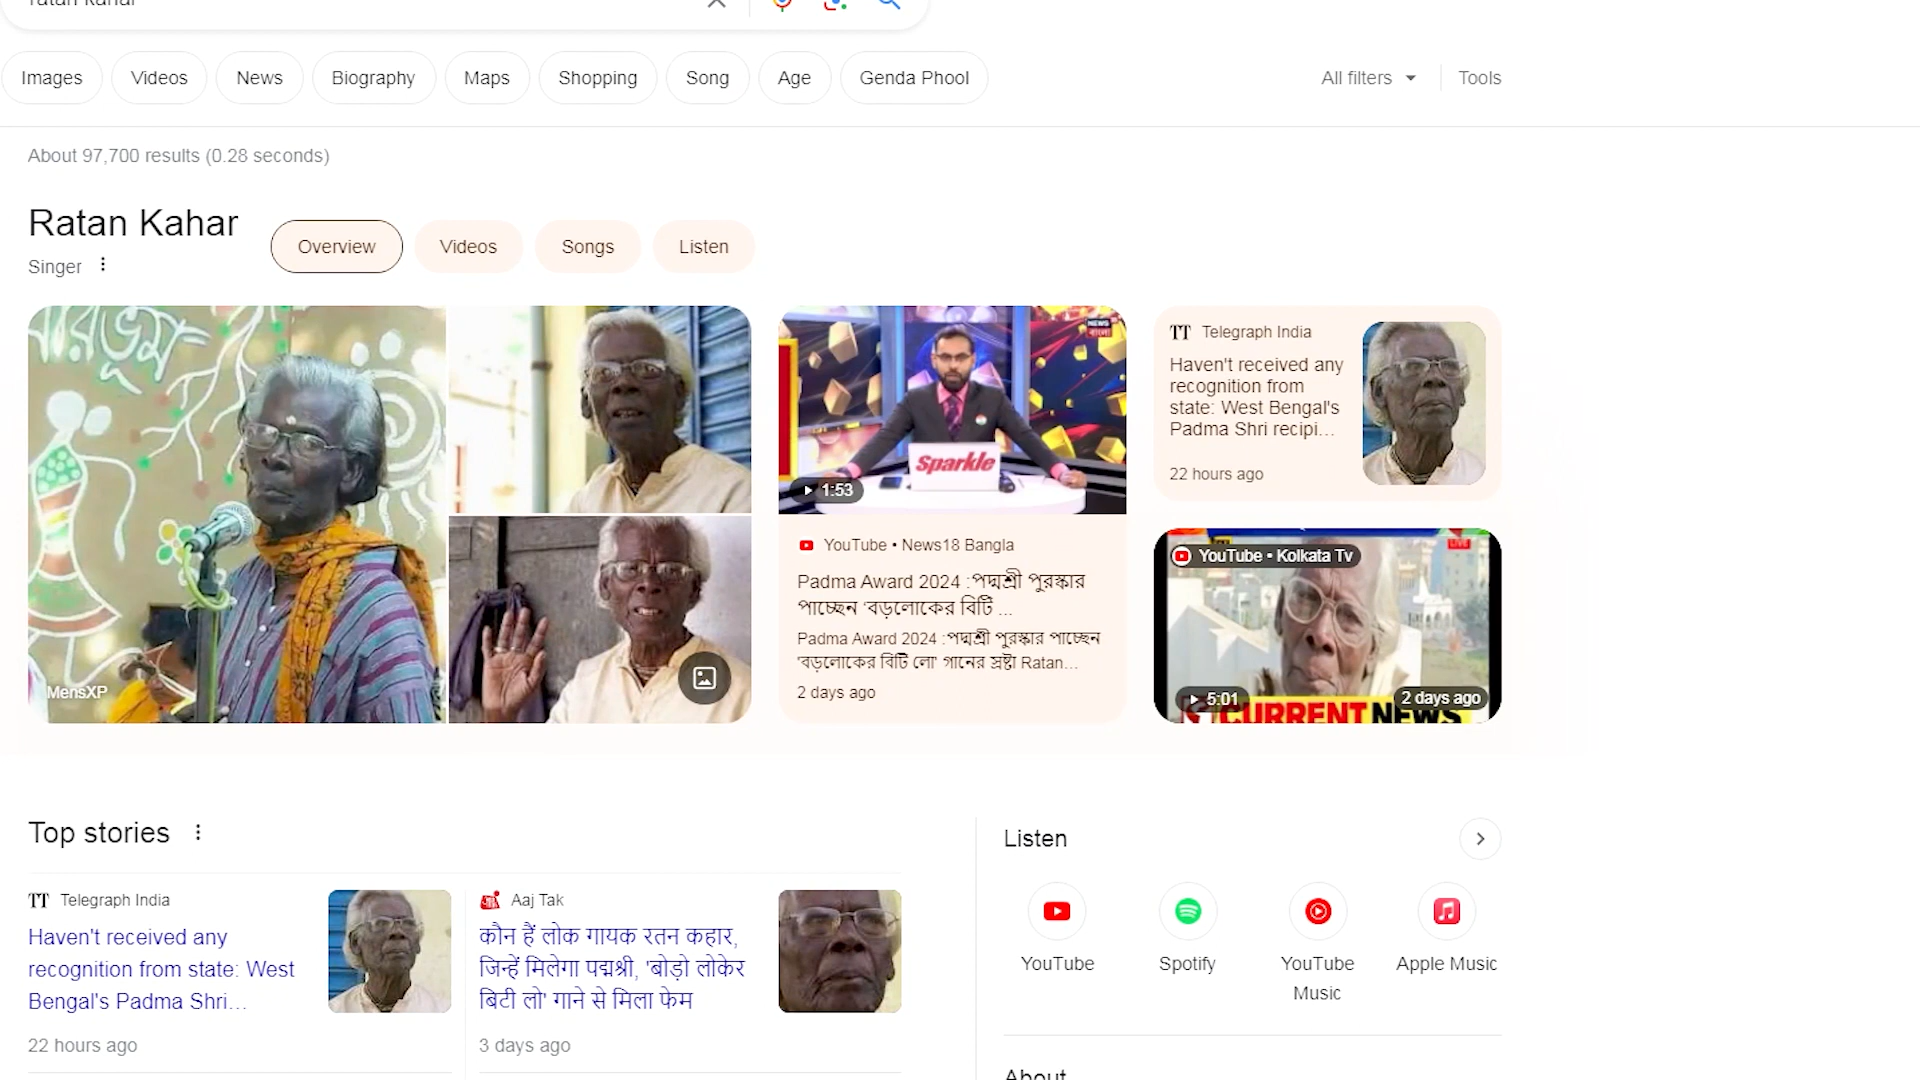 ratan kahar
Images
Videos
News
Biography
Maps
Shopping
Song
Age
Genda Phool
All filters
Tools
About 97,700 results (0.28 seconds)
Ratan Kahar
Singer
Overview
Videos
Songs
Listen
MensXP
NEWS
Sparkle
1:53
YouTube • News18 Bangla
Padma Award 2024 :পদ্মশ্রী পুরস্কার
পাচ্ছেন 'বড়লোকের বিটি ...
Padma Award 2024 :পদ্মশ্রী পুরস্কার পাচ্ছেন
'বড়লোকের বিটি লো' গানের স্রষ্টা Ratan...
2 days ago
TT Telegraph India
Haven't received any
recognition from
state: West Bengal's
Padma Shri recipi...
22 hours ago
YouTube • Kolkata Tv
LIVE
5:01
2 days ago
CURRENT NEWS
Top stories
TT Telegraph India
Haven't received any
recognition from state: West
Bengal's Padma Shri...
22 hours ago
Aaj Tak
कौन हैं लोक गायक रतन कहार,
जिन्हें मिलेगा पद्मश्री, 'बोड़ो लोकेर
बिटी लो' गाने से मिला फेम
3 days ago
Listen
YouTube
Spotify
YouTube
Music
Apple Music
About